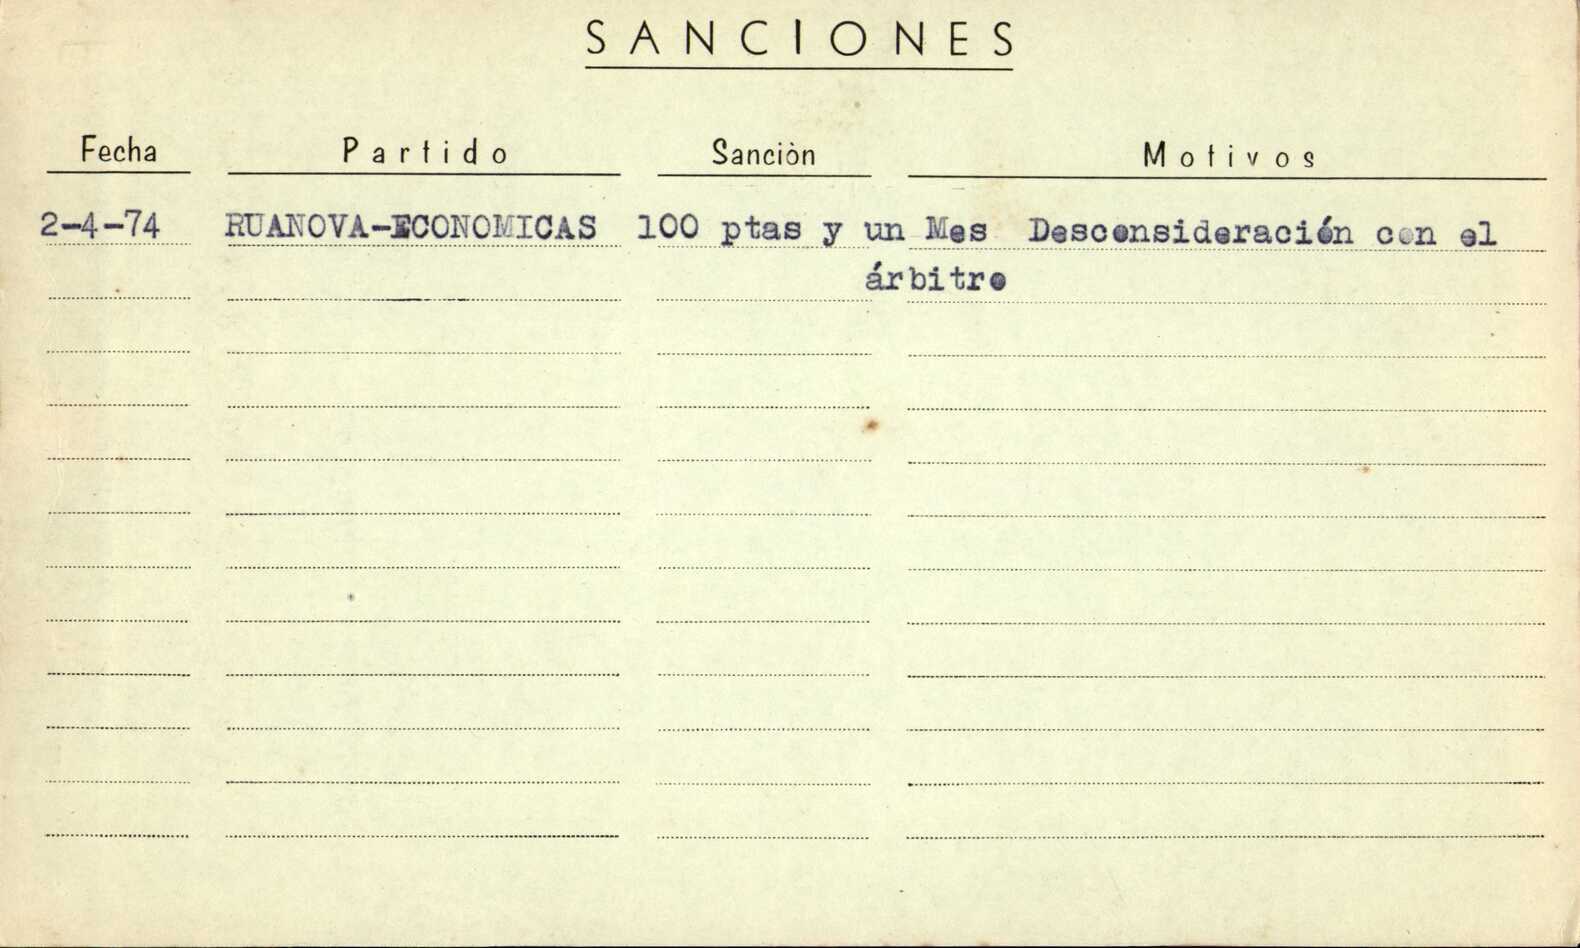 SANCIONES
Fecha Partido Sanciòn Motivos
2-4-74 RUANOVA-ECONOMICAS 100 ptas y un Mes Desconsideración con el
árbitro